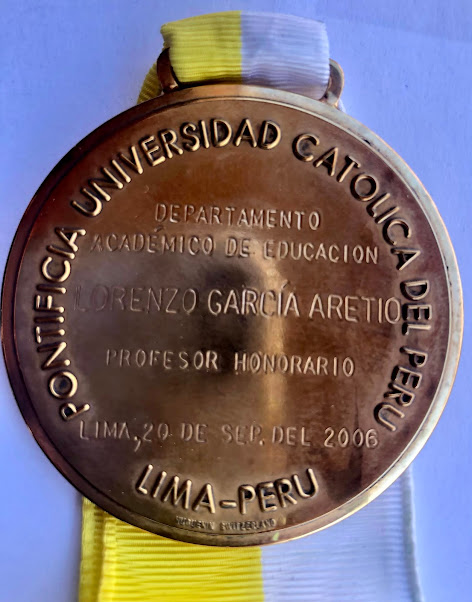 PONTIFICIA UNIVERSIDAD CATOLICA DEL PERU
DEPARTAMENTO
ACADÉMICO DE EDUCACION
LORENZO GARCÍA ARETIO
PROFESOR HONORARIO
LIMA, 20 DE SEP. DEL 2006
LIMA-PERU
SWITZERLAND